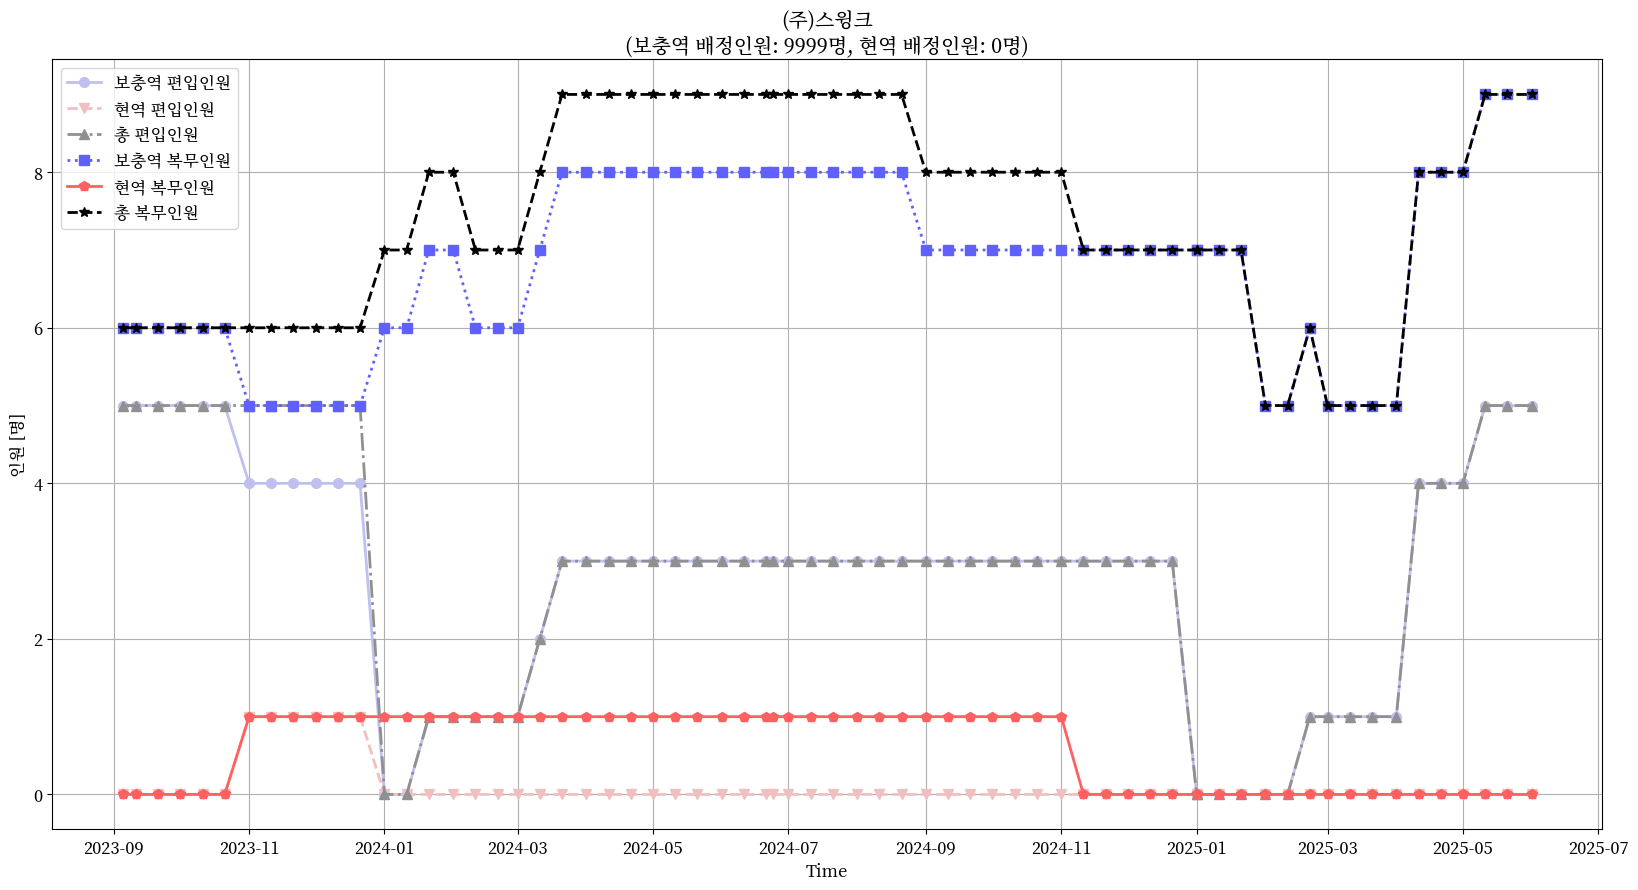 (주)스윙크
(보충역 배정인원: 9999명, 현역 배정인원: 0명)
보충역 편입인원
현역 편입인원
총 편입인원
보충역 복무인원
현역 복무인원
총 복무인원
인원 [명]
8
6
4
2
0
2023-09 2023-11 2024-01 2024-03 2024-05 2024-07 2024-09 2024-11 2025-01 2025-03 2025-05 2025-07
Time